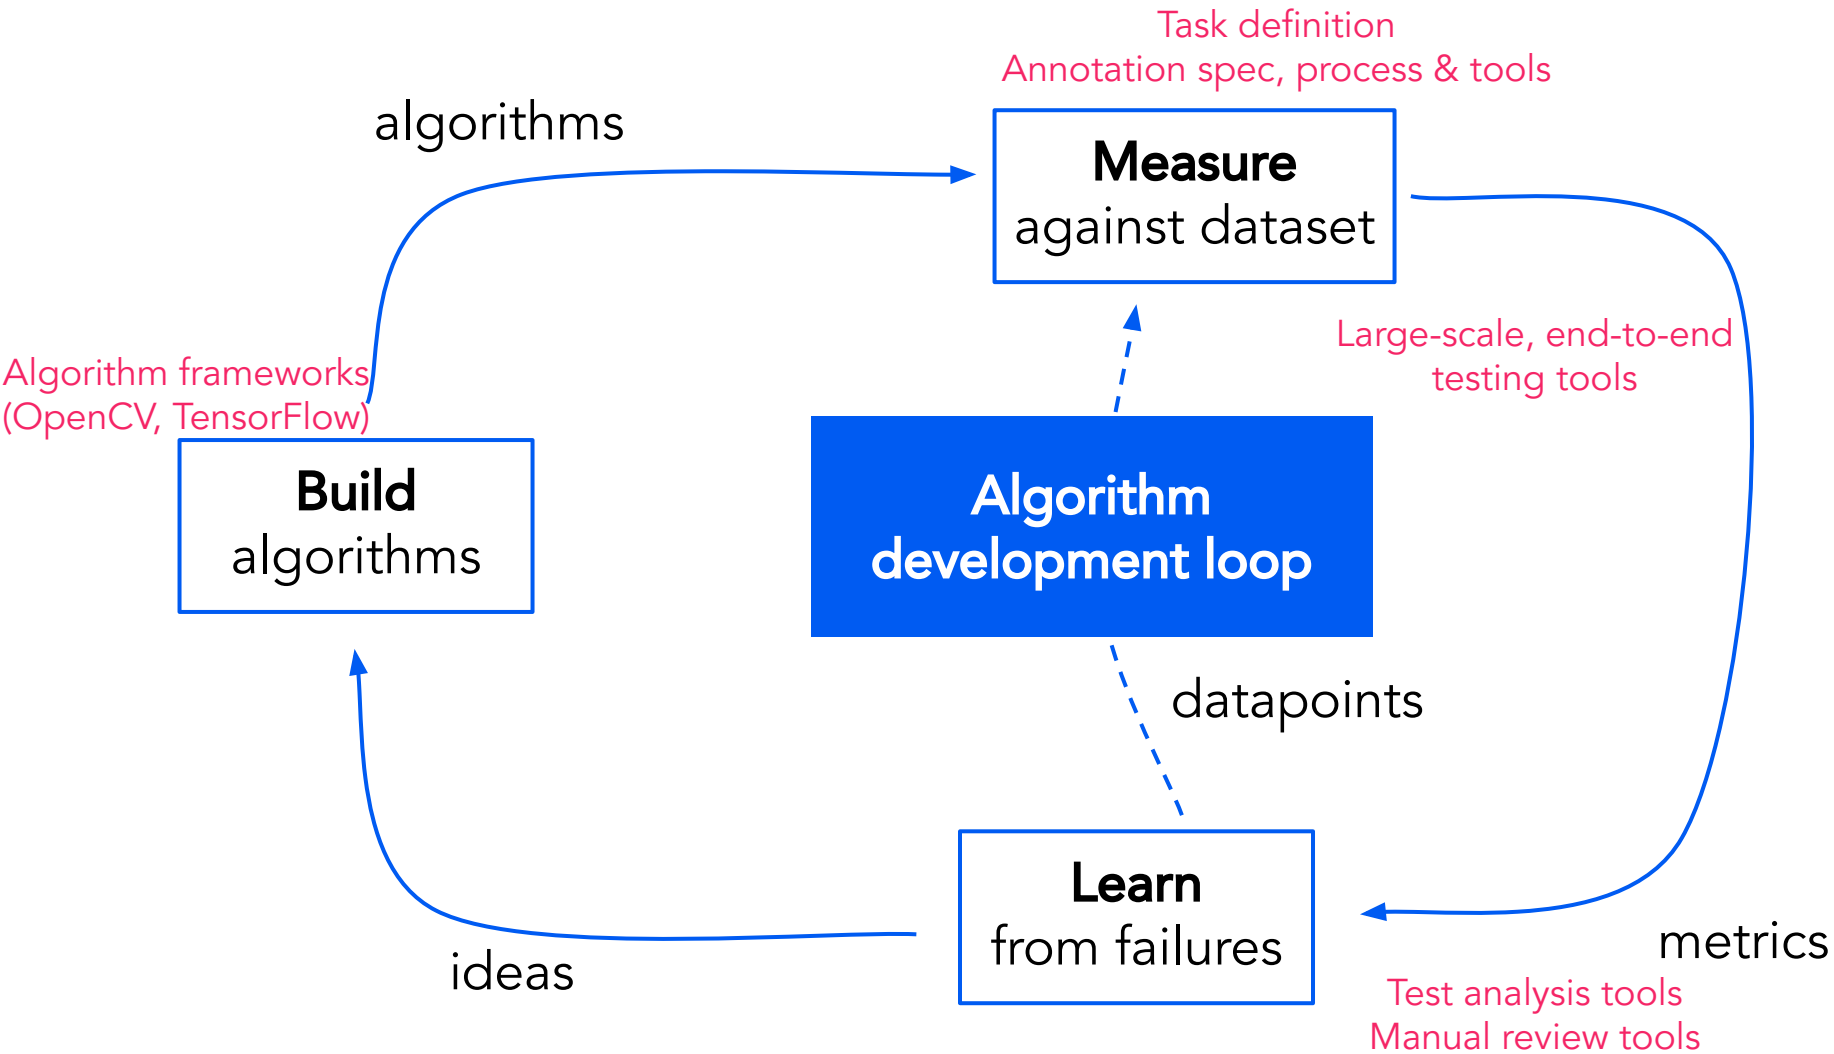 Task definition
Annotation spec, process & tools
algorithms
Measure
against dataset
Large-scale, end-to-end
testing tools
Algorithm frameworks
(OpenCV, TensorFlow)
Build
algorithms
Algorithm
development loop
datapoints
Learn
from failures
metrics
ideas
Test analysis tools
Manual review tools